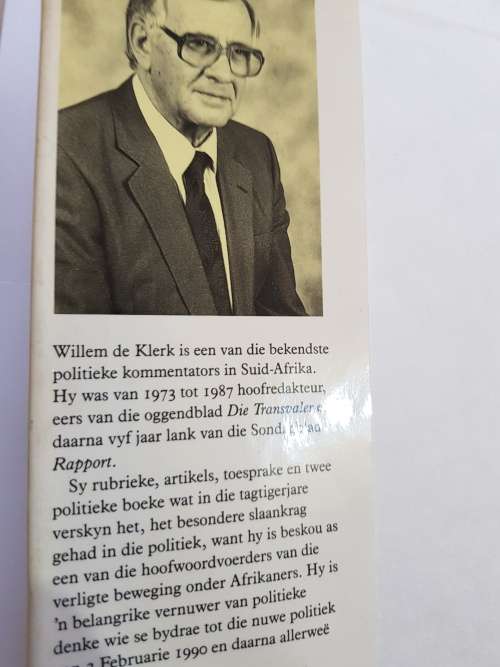 Willem de Klerk is een van die bekendste
politieke kommentators in Suid-Afrika.
Hy was van 1973 tot 1987 hoofredakteur,
eers van die oggendblad Die Transvaler,
daarna vyf jaar lank van die Sondagblad
Rapport.
Sy rubrieke, artikels, toesprake en twee
politieke boeke wat in die tagtigerjare
verskyn het, het besondere slaankrag
gehad in die politiek, want hy is beskou as
een van die hoofwoordvoerders van die
verligte beweging onder Afrikaners. Hy is
'n belangrike vernuwer van politieke
denke wie se bydrae tot die nuwe politiek
2 Februarie 1990 en daarna allerweë